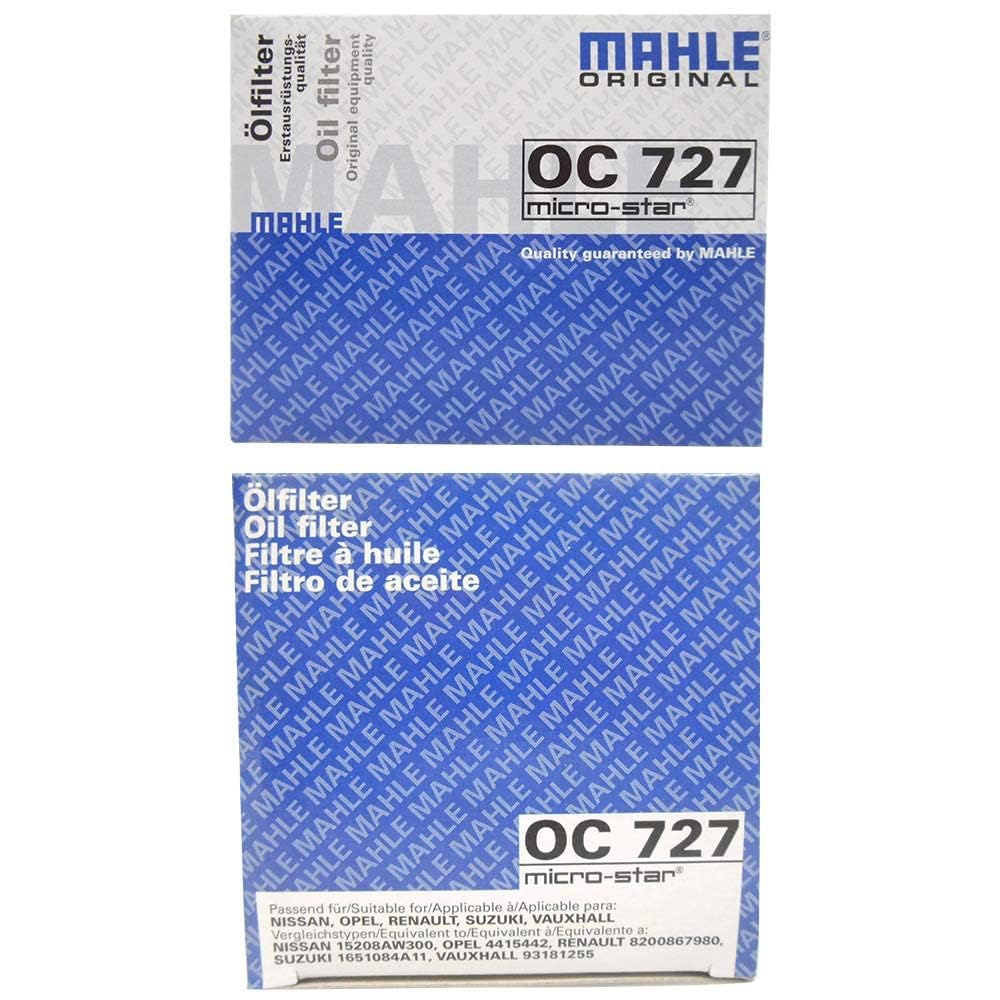 Ölfilter
Erstausrüstungs-
qualität
Oil filter
Original equipment
quality
MAHLE
MAHLE®
ORIGINAL
MAHLE
OC 727
micro-star®
Quality guaranteed by MAHLE
Ölfilter
Oil filter
Filtre à huile
Filtro de aceite
OC 727
micro-star®
Passend für/Suitable for/Applicable à/Aplicable para:
NISSAN, OPEL, RENAULT, SUZUKI, VAUXHALL
Vergleichstypen/Equivalent to/Equivalent à/Equivalente a:
NISSAN 15208AW300, OPEL 4415442, RENAULT 8200867980,
SUZUKI 1651084A11, VAUXHALL 93181255